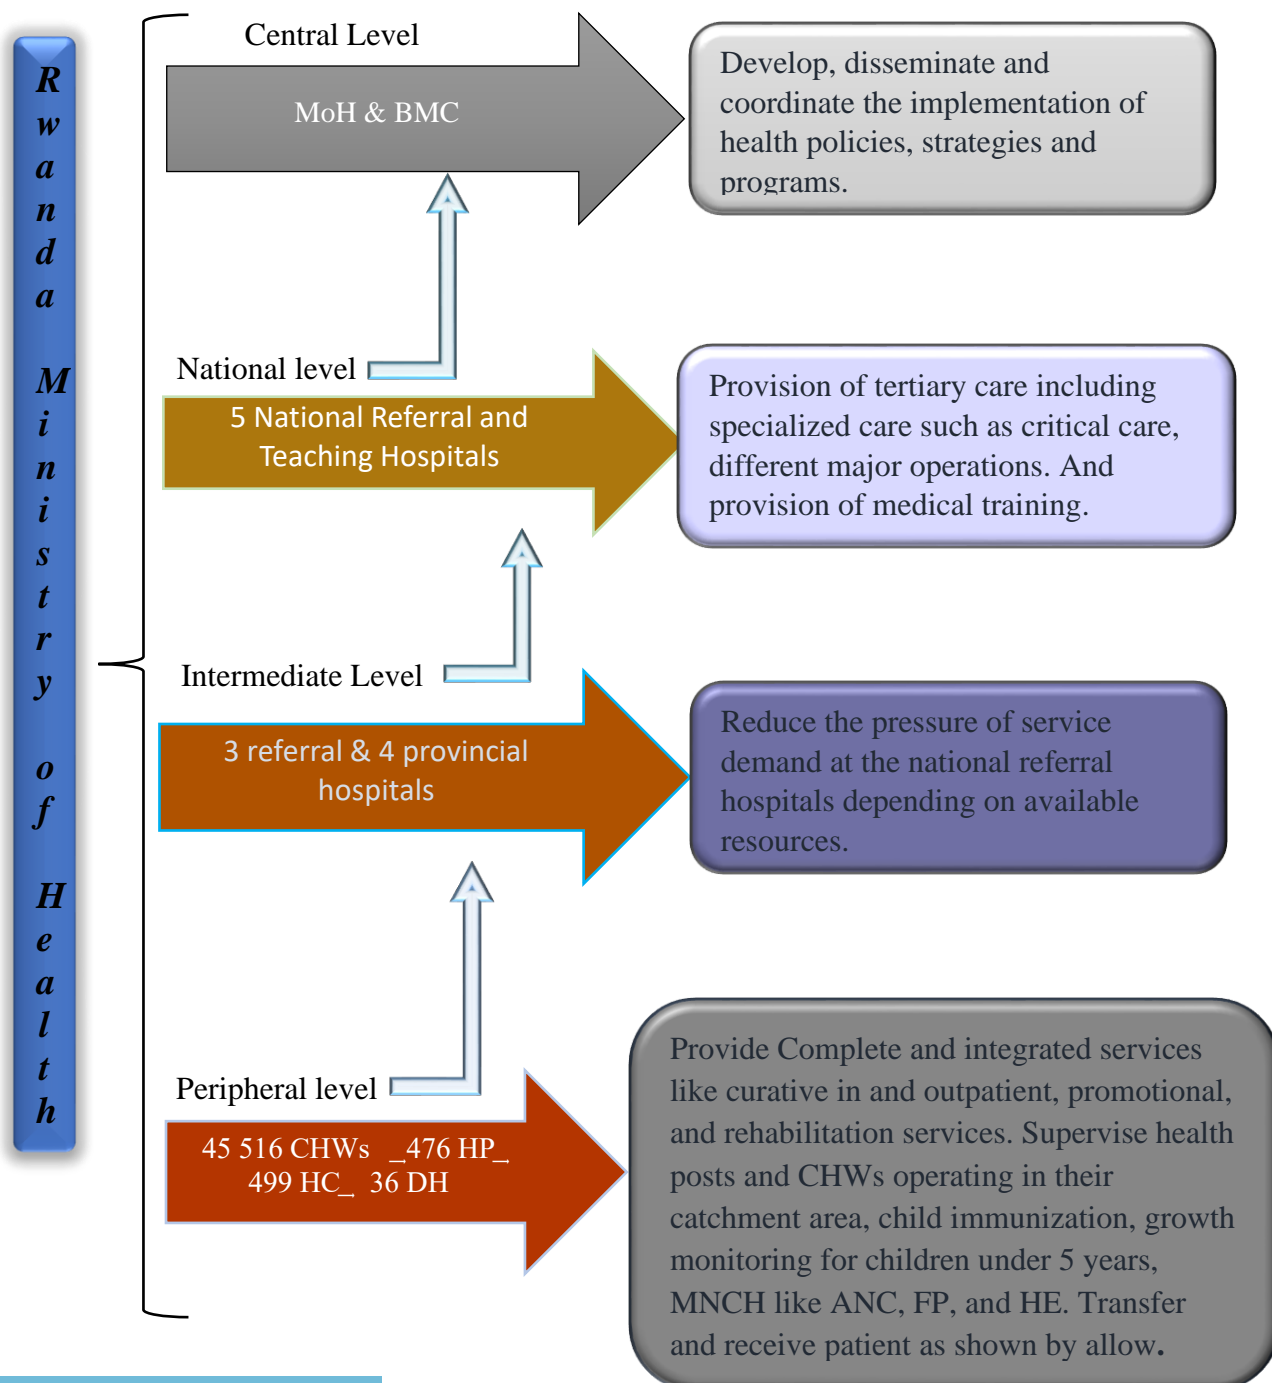 Rwanda Ministry of Health
Central Level
MoH & BMC
Develop, disseminate and
coordinate the implementation of
health policies, strategies and
programs.
National level
5 National Referral and
Teaching Hospitals
Provision of tertiary care including
specialized care such as critical care,
different major operations. And
provision of medical training.
Intermediate Level
3 referral & 4 provincial
hospitals
Reduce the pressure of service
demand at the national referral
hospitals depending on available
resources.
Peripheral level
45 516 CHWs → 476 HP →
499 HC → 36 DH
Provide Complete and integrated services
like curative in and outpatient, promotional,
and rehabilitation services. Supervise health
posts and CHWs operating in their
catchment area, child immunization, growth
monitoring for children under 5 years,
MNCH like ANC, FP, and HE. Transfer
and receive patient as shown by allow.